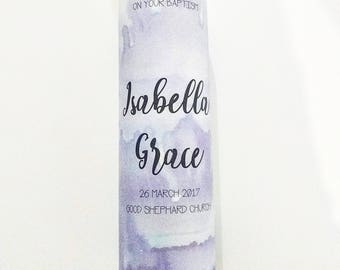 ON YOUR BAPTISM
Isabella
Grace
26 MARCH 2017
GOOD SHEPHARD CHURCH